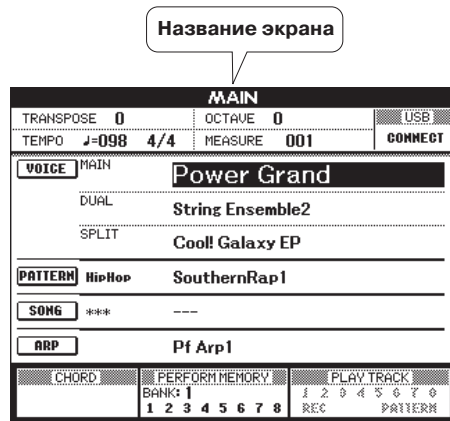 Название экрана
MAIN
TRANSPOSE 0 OCTAVE 0 USB
TEMPO ♩=098 4/4 MEASURE 001 CONNECT
VOICE MAIN Power Grand
DUAL String Ensemble2
SPLIT Cool! Galaxy EP
PATTERN HipHop SouthernRap1
SONG *** ---
ARP Pf Arp1
CHORD PERFORM MEMORY PLAY TRACK
BANK: 1 1 2 3 4 5 6 7 8
1 2 3 4 5 6 7 8 REC PATTERN